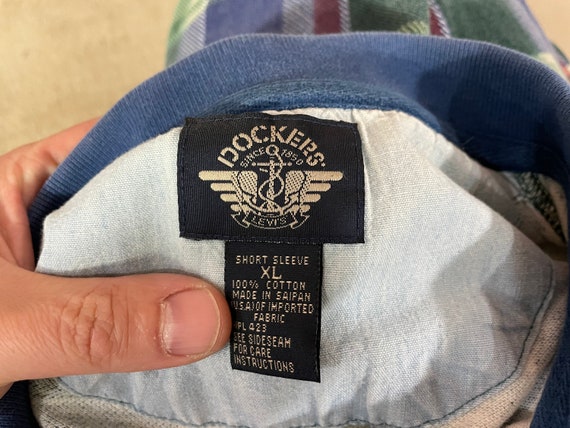 DOCKERS
SINCE 1850
LEVI'S
SHORT SLEEVE
XL
100% COTTON
MADE IN SAIPAN
(U.S.A.) OF IMPORTED
FABRIC
PL 423
SEE SIDESEAM
FOR CARE
INSTRUCTIONS